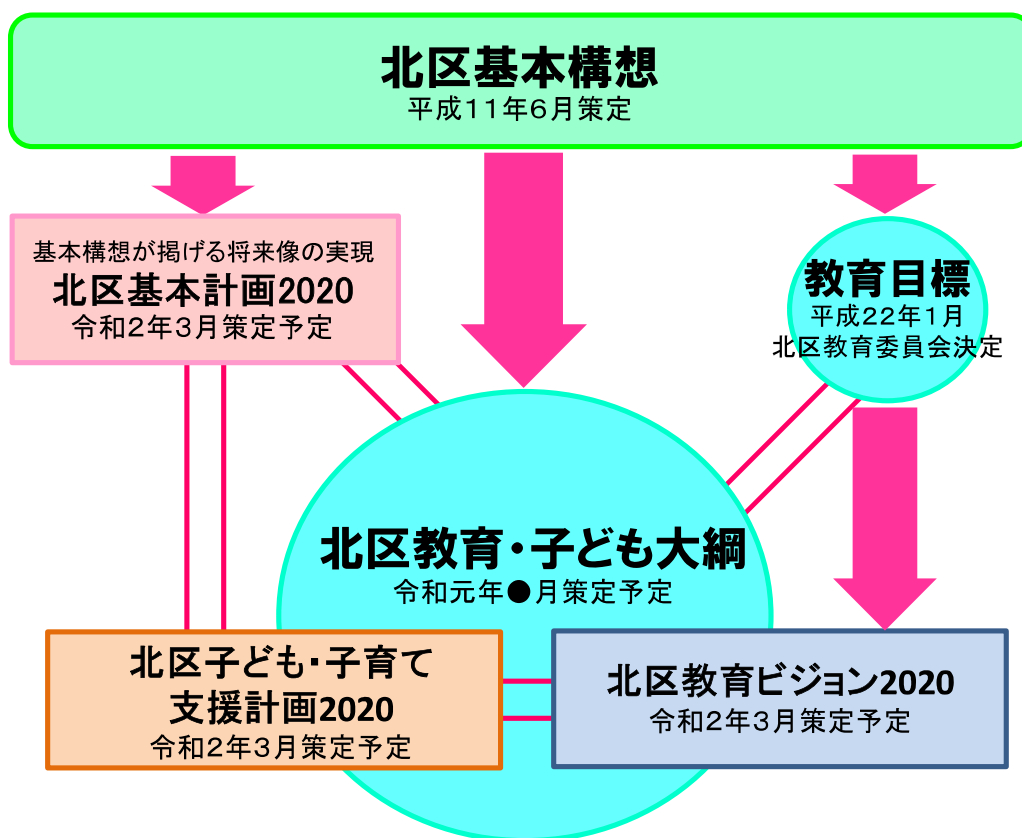 北区基本構想
平成11年6月策定
基本構想が掲げる将来像の実現
北区基本計画2020
令和2年3月策定予定
教育目標
平成22年1月
北区教育委員会決定
北区教育・子ども大綱
令和元年●月策定予定
北区子ども・子育て
支援計画2020
令和2年3月策定予定
北区教育ビジョン2020
令和2年3月策定予定